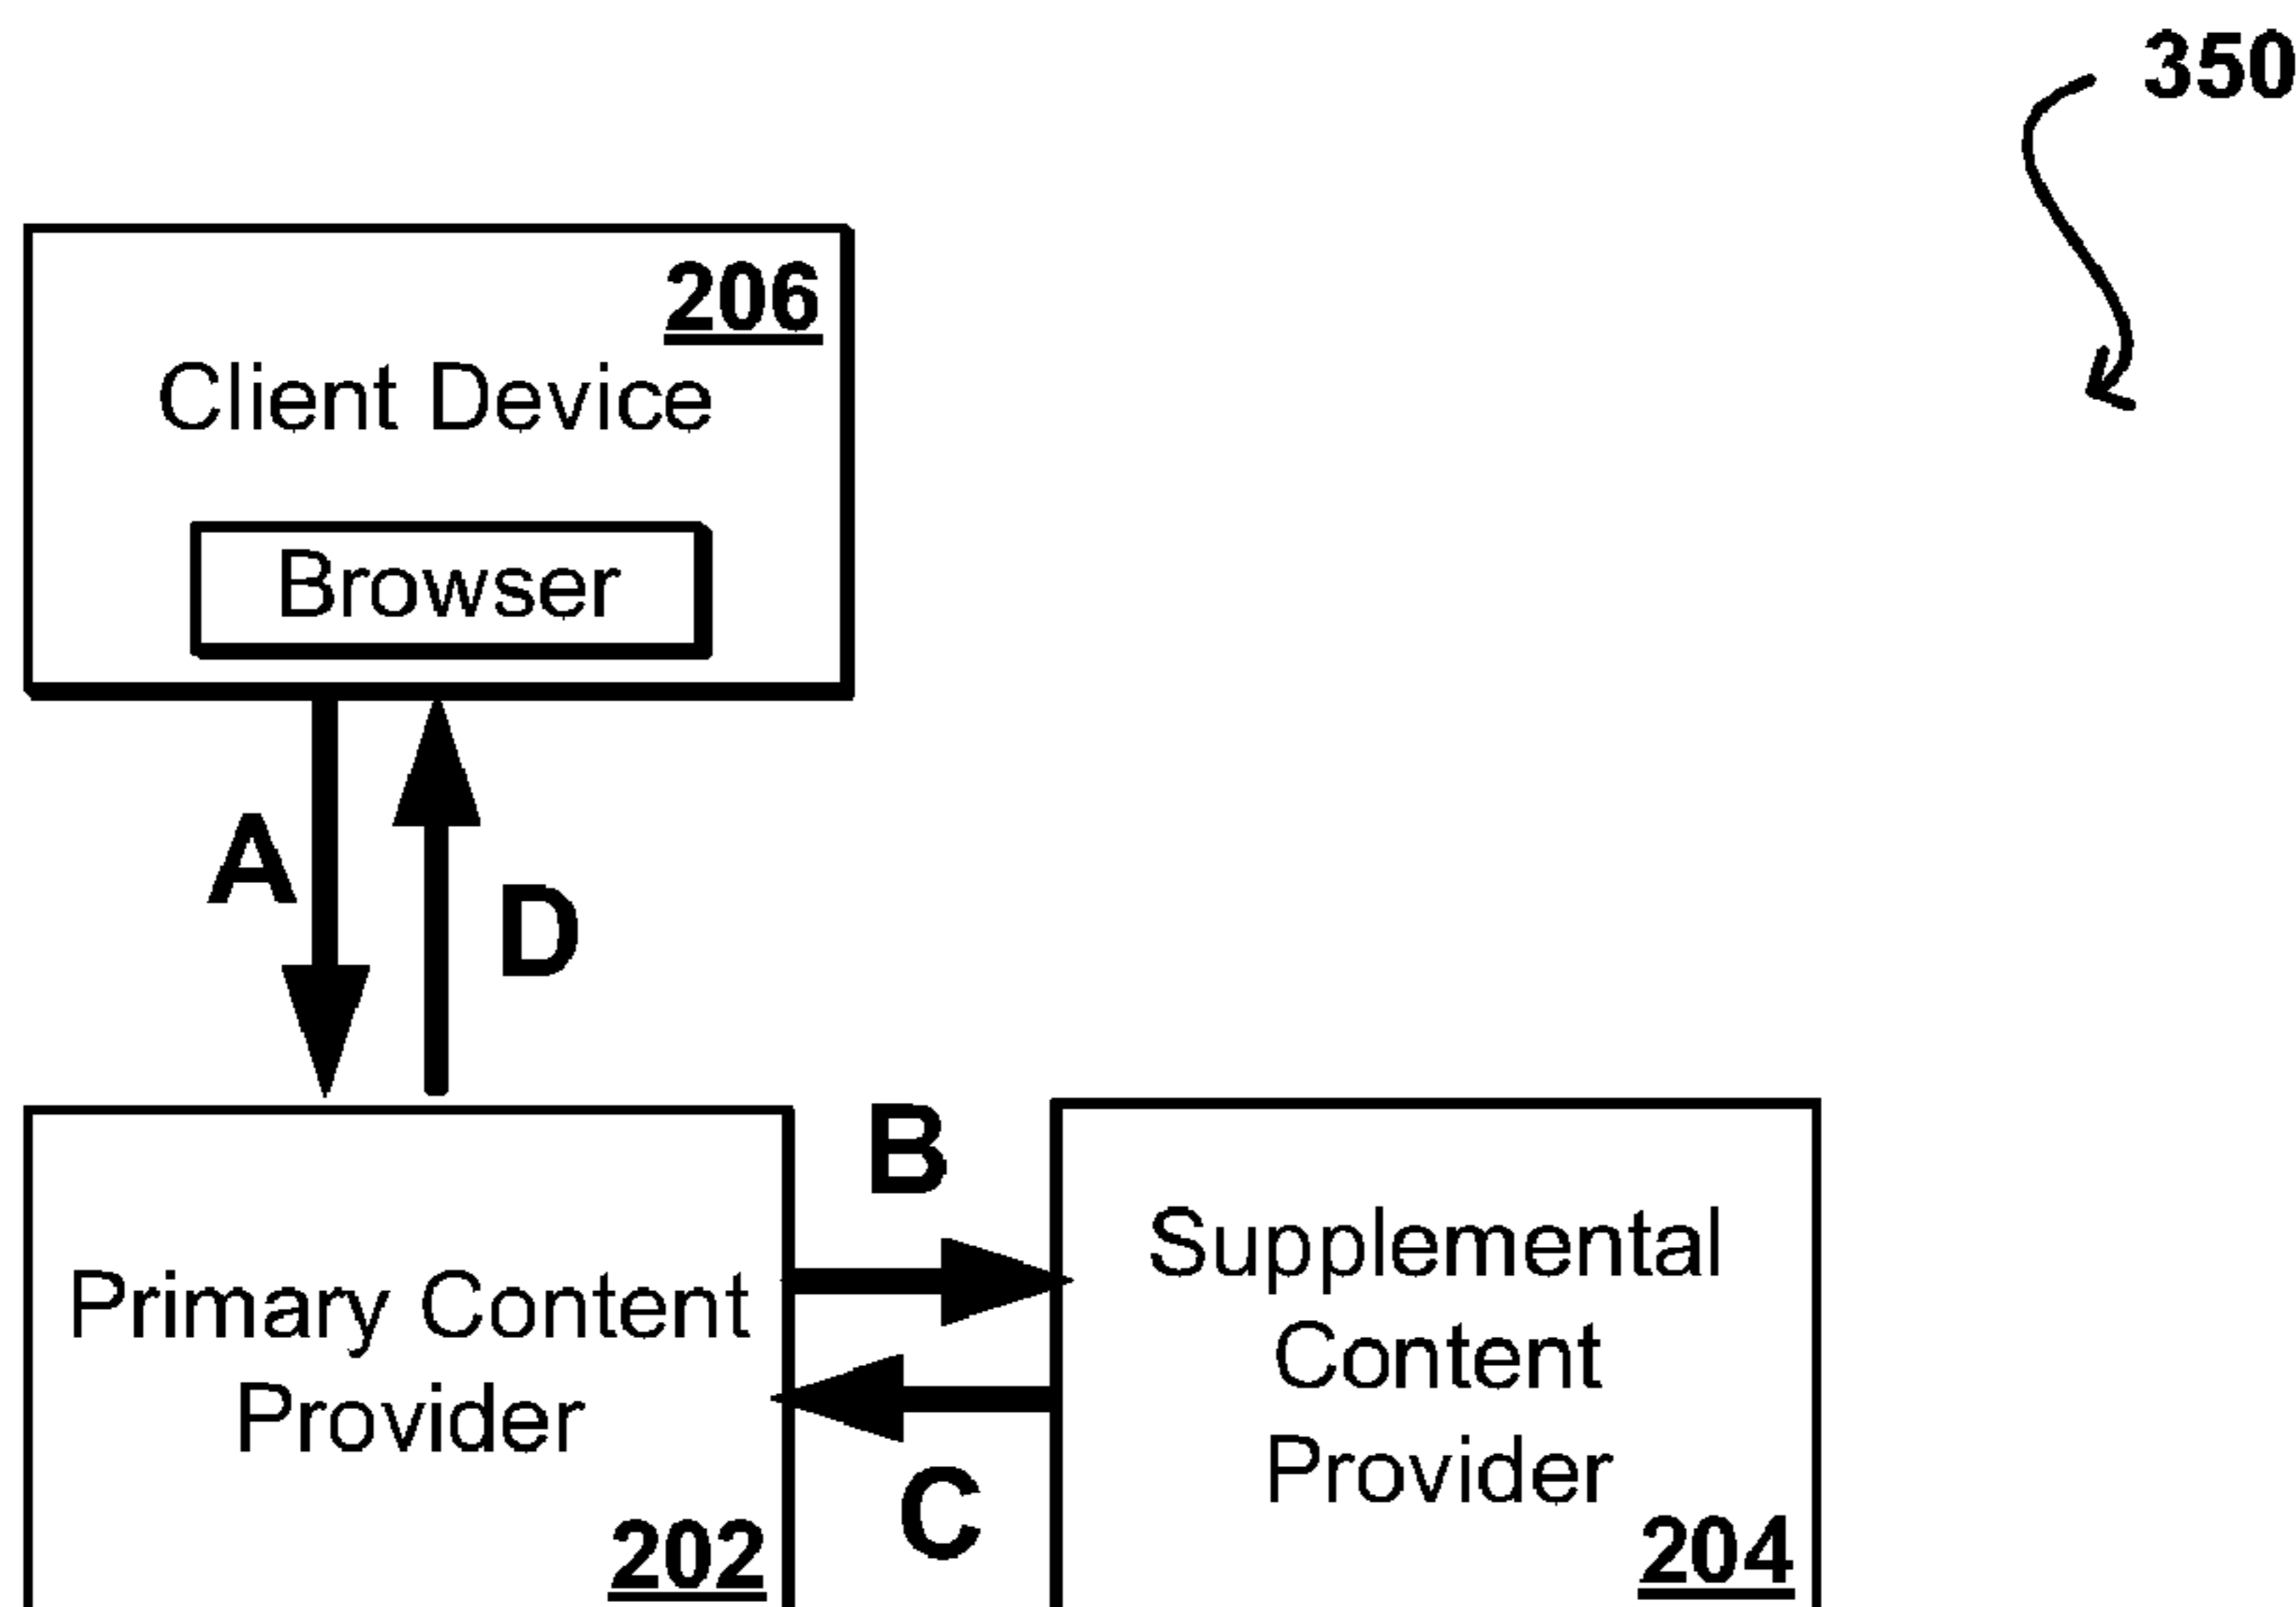 350
206
Client Device
Browser
A
D
B
Primary Content
Provider
202
C
Supplemental
Content
Provider
204